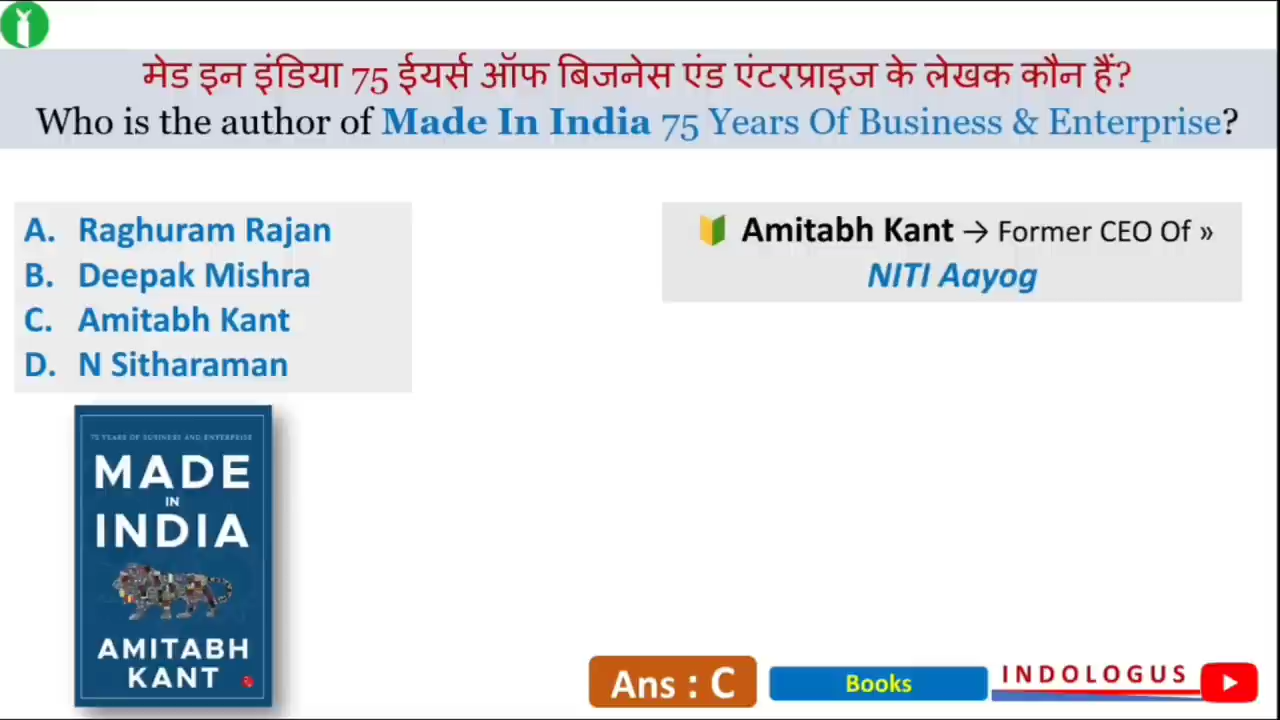 मेड इन इंडिया 75 ईयर्स ऑफ बिजनेस एंड एंटरप्राइज के लेखक कौन हैं?
Who is the author of Made In India 75 Years Of Business & Enterprise?
A. Raghuram Rajan
B. Deepak Mishra
C. Amitabh Kant
D. N Sitharaman
Amitabh Kant → Former CEO Of »
NITI Aayog
75 YEARS OF BUSINESS AND ENTERPRISE
MADE
IN
INDIA
AMITABH
KANT
Ans : C
Books
INDOLOGUS